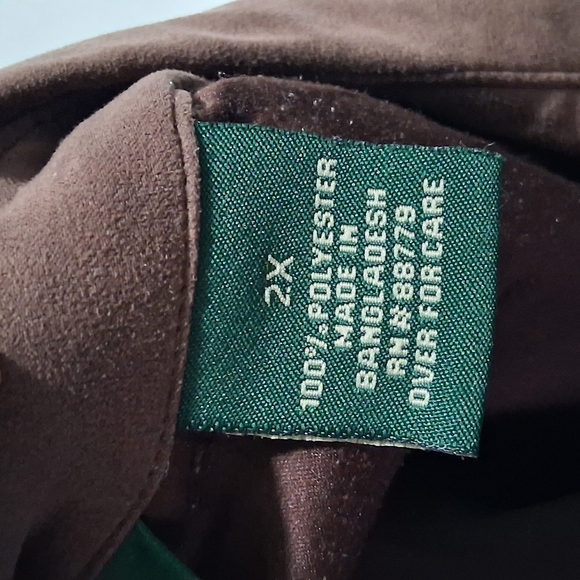 2X
100% POLYESTER
MADE IN
BANGLADESH
RN#88779
OVER FOR CARE